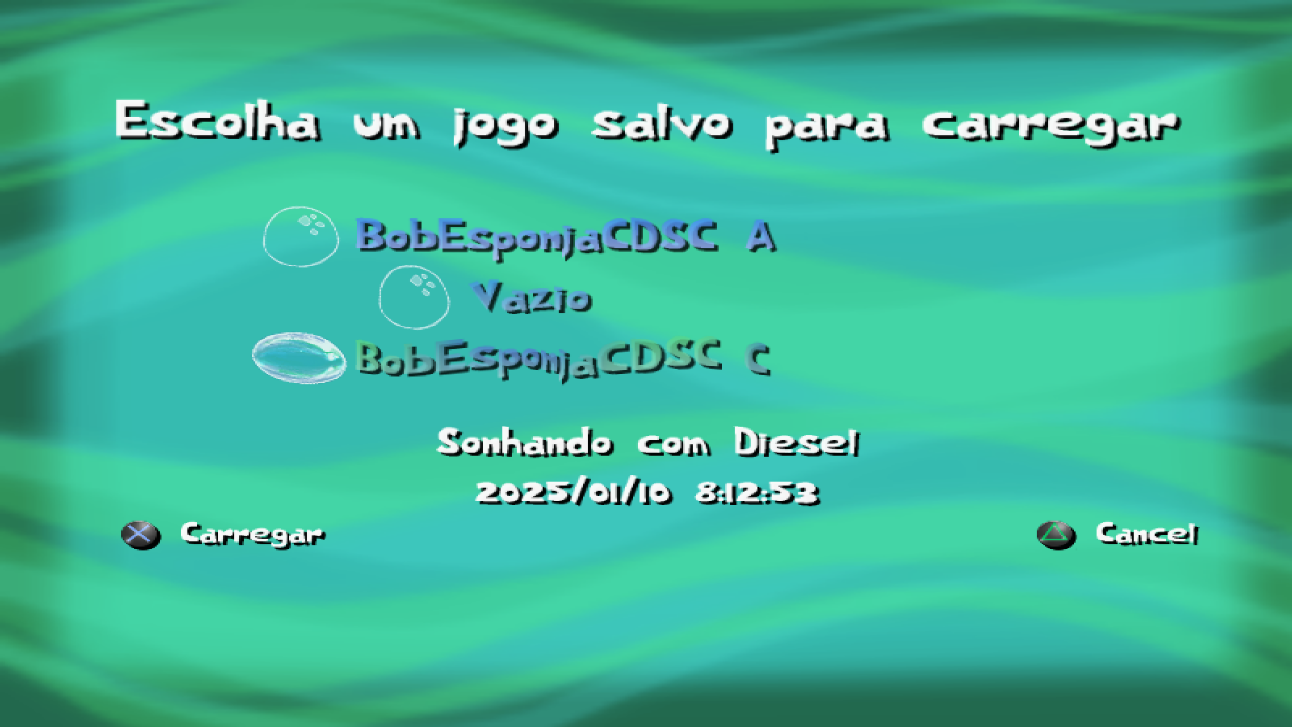 Escolha um jogo salvo para carregar
BobEsponjaCDSC A
Vazio
BobEsponjaCDSC C
Sonhando com Diesel
2025/01/10 8:12:53
Carregar
Cancel